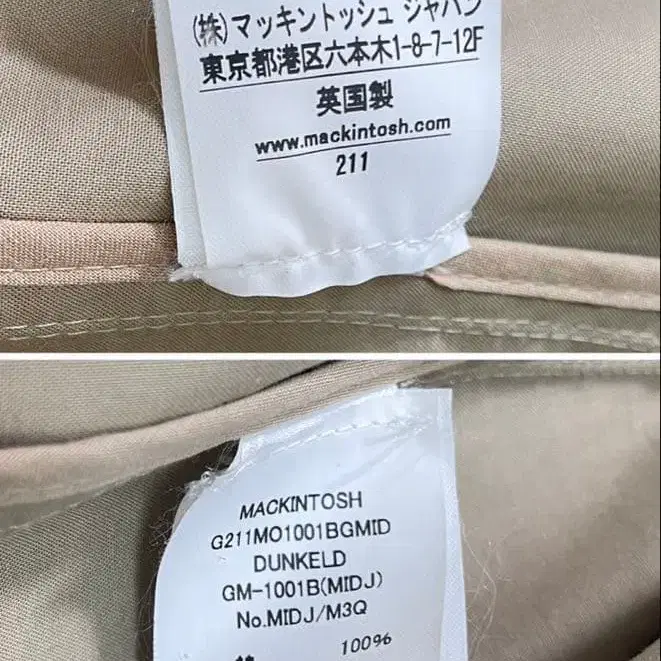 (株)マッキントッシュ ジャパン
東京都港区六本木1-8-7-12F
英国製
www.mackintosh.com
211
MACKINTOSH
G211MO1001BGMID
DUNKELD
GM-1001B(MIDJ)
No.MIDJ/M3Q
100%